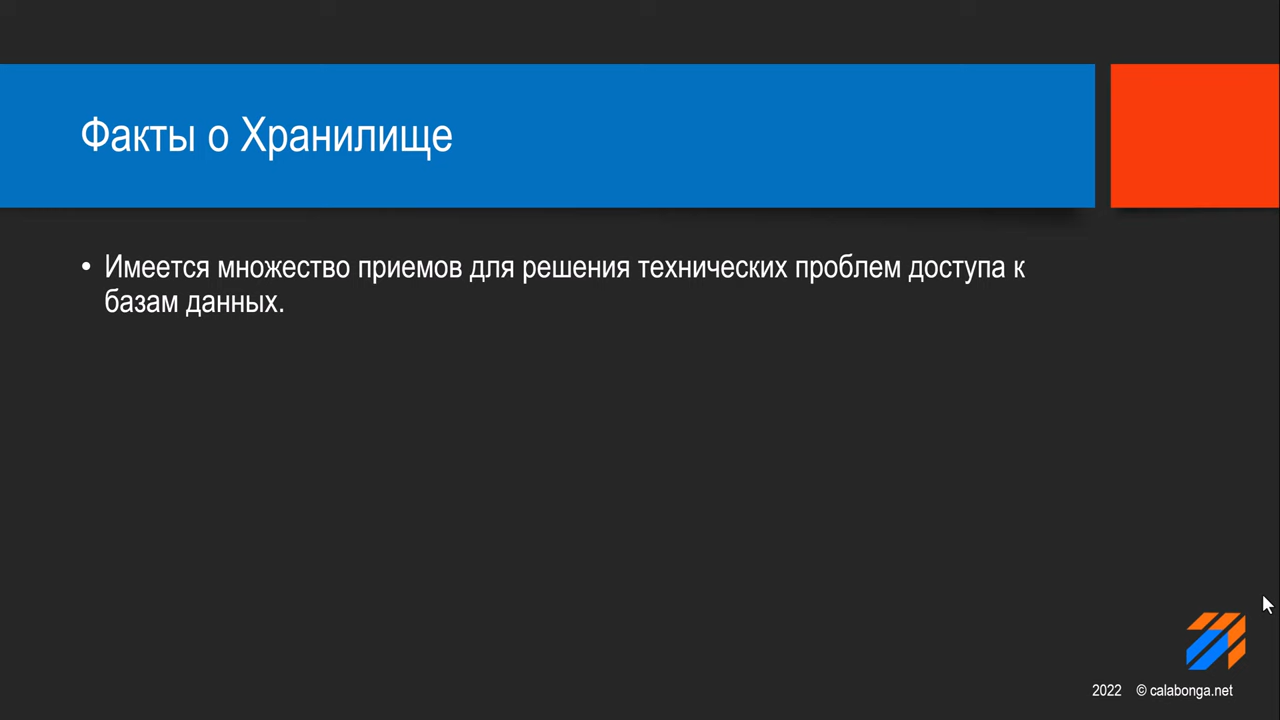 Факты о Хранилище
• Имеется множество приемов для решения технических проблем доступа к
базам данных.
2022 © calabonga.net